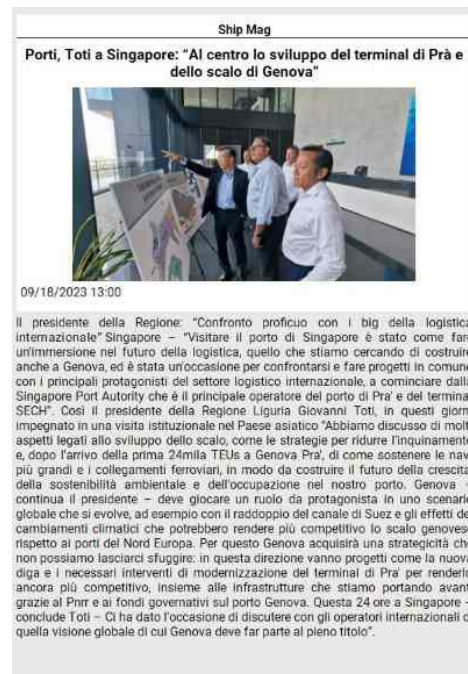 Ship Mag
Porti, Toti a Singapore: “Al centro lo sviluppo del terminal di Prà e
dello scalo di Genova”
09/18/2023 13:00
Il presidente della Regione: “Confronto proficuo con i big della logistica
internazionale” Singapore – “Visitare il porto di Singapore è stato come fare
un’immersione nel futuro della logistica, quello che stiamo cercando di costruire
anche a Genova, ed è stata un’occasione per confrontarsi e fare progetti in comune
con i principali protagonisti del settore logistico internazionale, a cominciare dalla
Singapore Port Autority che è il principale operatore del porto di Pra’ e del terminal
SECH”. Così il presidente della Regione Liguria Giovanni Toti, in questi giorni
impegnato in una visita istituzionale nel Paese asiatico “Abbiamo discusso di molti
aspetti legati allo sviluppo dello scalo, come le strategie per ridurre l’inquinamento
e, dopo l’arrivo della prima 24mila TEUs a Genova Pra’, di come sostenere le navi
più grandi e i collegamenti ferroviari, in modo da costruire il futuro della crescita
della sostenibilità ambientale e dell’occupazione nel nostro porto. Genova –
continua il presidente – deve giocare un ruolo da protagonista in uno scenario
globale che si evolve, ad esempio con il raddoppio del canale di Suez e gli effetti dei
cambiamenti climatici che potrebbero rendere più competitivo lo scalo genovese
rispetto ai porti del Nord Europa. Per questo Genova acquisirà una strategicità che
non possiamo lasciarci sfuggire: in questa direzione vanno progetti come la nuova
diga e i necessari interventi di modernizzazione del terminal di Pra’ per renderlo
ancora più competitivo, insieme alle infrastrutture che stiamo portando avanti
grazie al Pnrr e ai fondi governativi sul porto Genova. Questa 24 ore a Singapore –
conclude Toti – Ci ha dato l’occasione di discutere con gli operatori internazionali di
quella visione globale di cui Genova deve far parte al pieno titolo”.